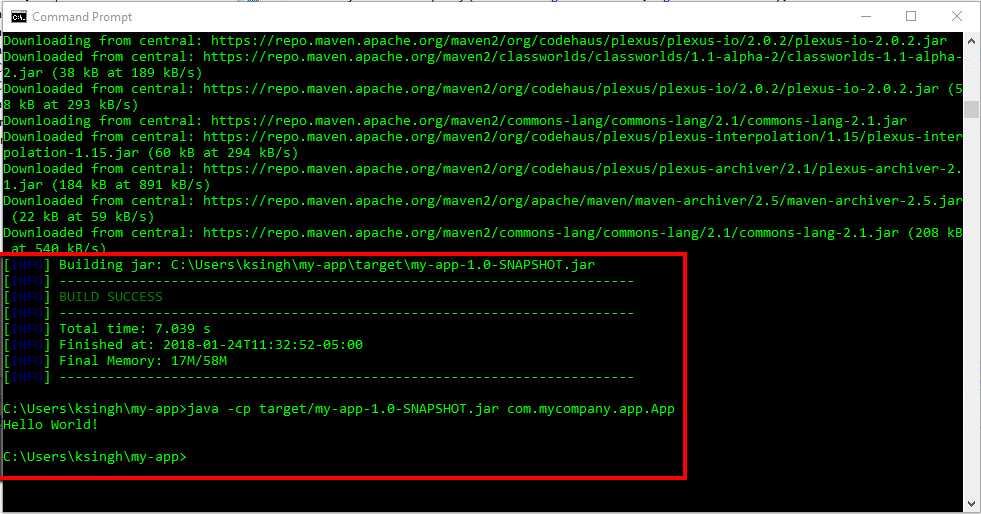 Command Prompt
Downloading from central: https://repo.maven.apache.org/maven2/org/codehaus/plexus/plexus-io/2.0.2/plexus-io-2.0.2.jar
Downloaded from central: https://repo.maven.apache.org/maven2/classworlds/classworlds/1.1-alpha-2/classworlds-1.1-alpha-
2.jar (38 kB at 189 kB/s)
Downloaded from central: https://repo.maven.apache.org/maven2/org/codehaus/plexus/plexus-io/2.0.2/plexus-io-2.0.2.jar (5
8 kB at 293 kB/s)
Downloading from central: https://repo.maven.apache.org/maven2/commons-lang/commons-lang/2.1/commons-lang-2.1.jar
Downloaded from central: https://repo.maven.apache.org/maven2/org/codehaus/plexus/plexus-interpolation/1.15/plexus-inter
polation-1.15.jar (60 kB at 294 kB/s)
Downloaded from central: https://repo.maven.apache.org/maven2/org/codehaus/plexus/plexus-archiver/2.1/plexus-archiver-2.
1.jar (184 kB at 891 kB/s)
Downloaded from central: https://repo.maven.apache.org/maven2/org/apache/maven/maven-archiver/2.5/maven-archiver-2.5.jar
(22 kB at 59 kB/s)
Downloaded from central: https://repo.maven.apache.org/maven2/commons-lang/commons-lang/2.1/commons-lang-2.1.jar (208 kB
at 540 kB/s)
[INFO] Building jar: C:\Users\ksingh\my-app\target\my-app-1.0-SNAPSHOT.jar
[INFO] ------------------------------------------------------------------------
[INFO] BUILD SUCCESS
[INFO] ------------------------------------------------------------------------
[INFO] Total time: 7.039 s
[INFO] Finished at: 2018-01-24T11:32:52-05:00
[INFO] Final Memory: 17M/58M
[INFO] ------------------------------------------------------------------------
C:\Users\ksingh\my-app>java -cp target/my-app-1.0-SNAPSHOT.jar com.mycompany.app.App
Hello World!
C:\Users\ksingh\my-app>